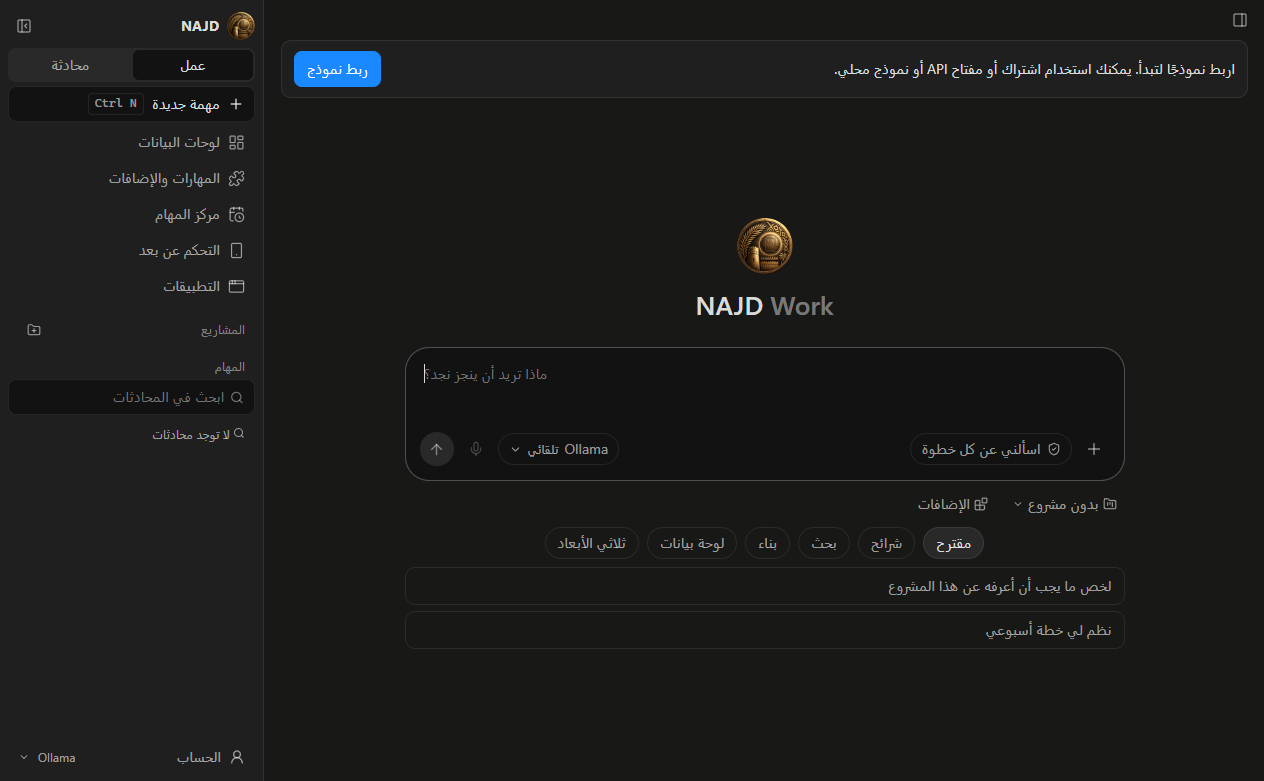 NAJD
عمل
محادثة
مهمة جديدة Ctrl N
لوحات البيانات
المهارات والإضافات
مركز المهام
التحكم عن بعد
التطبيقات
المشاريع
المهام
ابحث في المحادثات
لا توجد محادثات
الحساب
Ollama
اربط نموذجًا لتبدأ. يمكنك استخدام اشتراك أو مفتاح API أو نموذج محلي.
ربط نموذج
NAJD Work
ماذا تريد أن ينجز نجد؟
اسألني عن كل خطوة
Ollama تلقائي
بدون مشروع
الإضافات
مقترح
شرائح
بحث
بناء
لوحة بيانات
ثلاثي الأبعاد
لخص ما يجب أن أعرفه عن هذا المشروع
نظم لي خطة أسبوعي